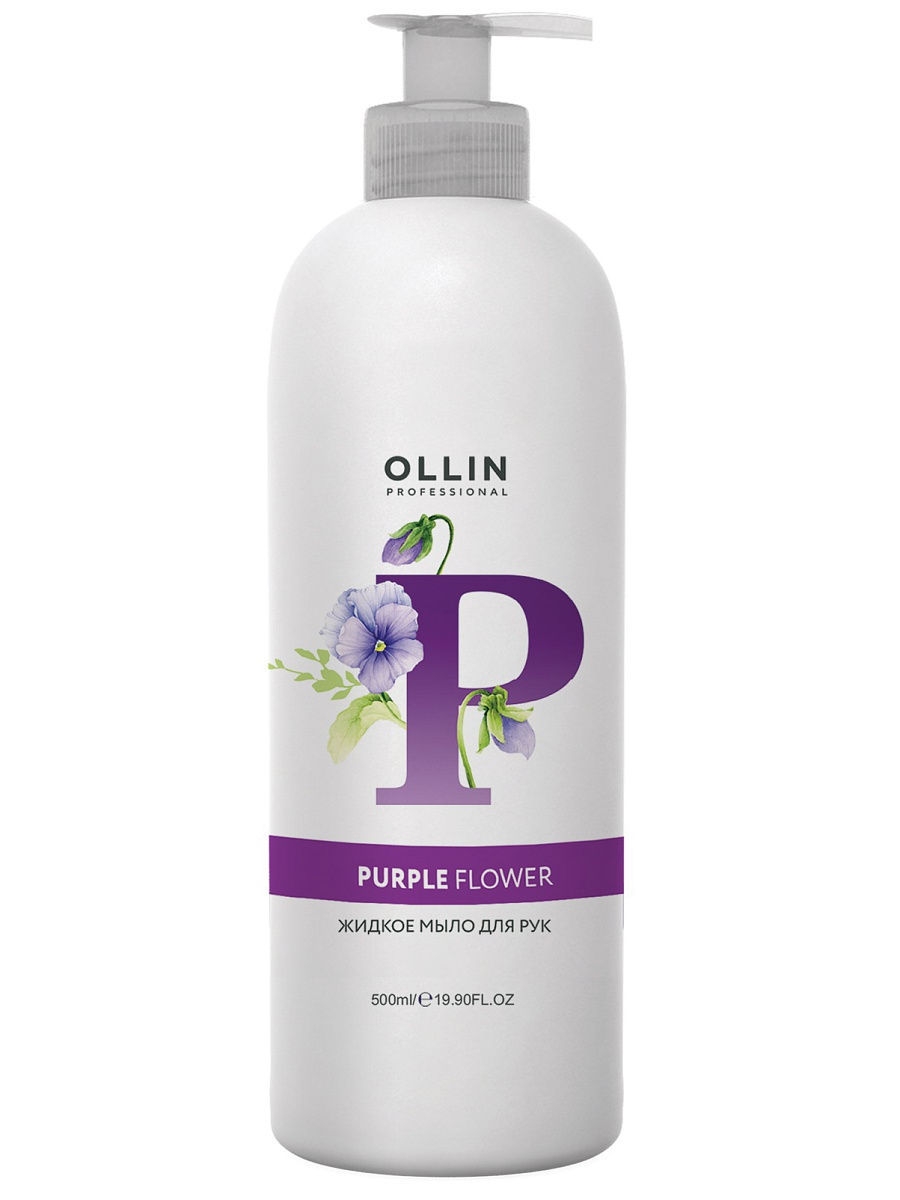 OLLIN
PROFESSIONAL
P
PURPLE FLOWER
ЖИДКОЕ МЫЛО ДЛЯ РУК
500ml/℮19.90FL.OZ